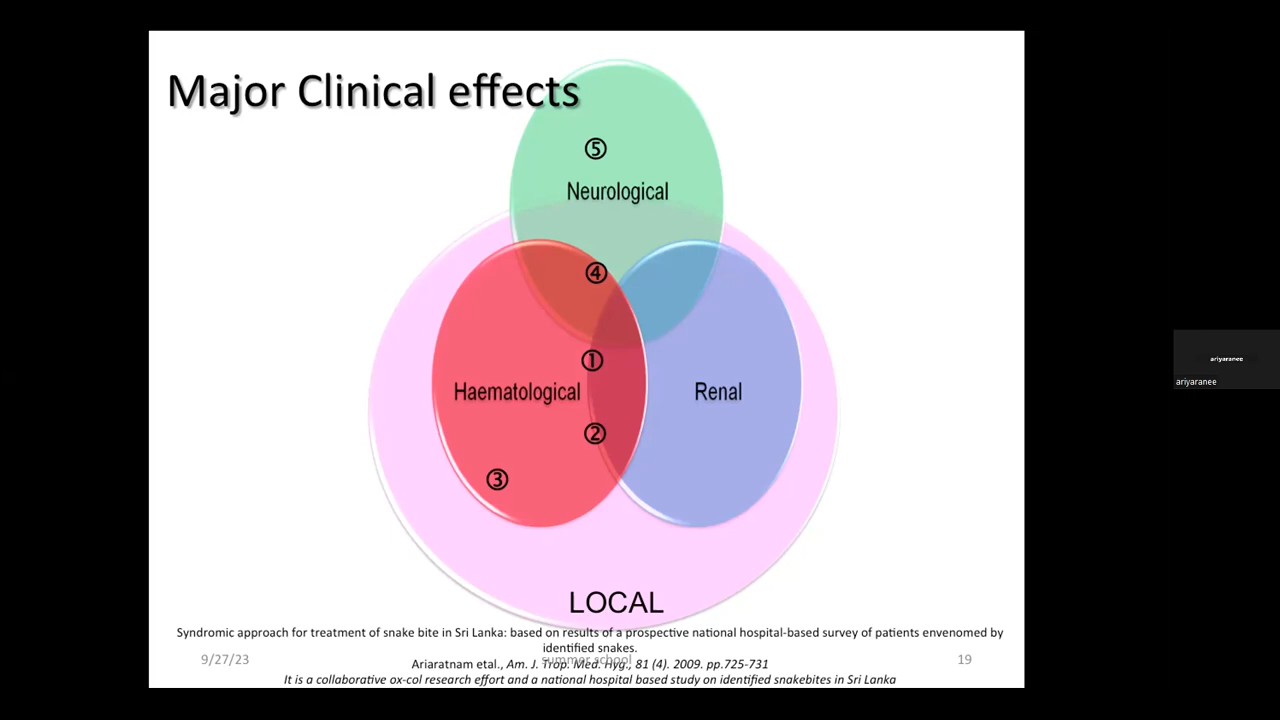 Major Clinical effects
⑤
Neurological
④
①
Haematological
Renal
②
③
LOCAL
Syndromic approach for treatment of snake bite in Sri Lanka: based on results of a prospective national hospital-based survey of patients envenomed by
identified snakes.
9/27/23
summer school
19
Ariaratnam etal., Am. J. Trop. Med. Hyg., 81 (4). 2009. pp.725-731
It is a collaborative ox-col research effort and a national hospital based study on identified snakebites in Sri Lanka
ariyaranee
ariyaranee